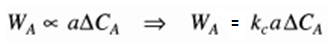 W_A ∝ aΔC_A ⇒ W_A = k_c aΔC_A